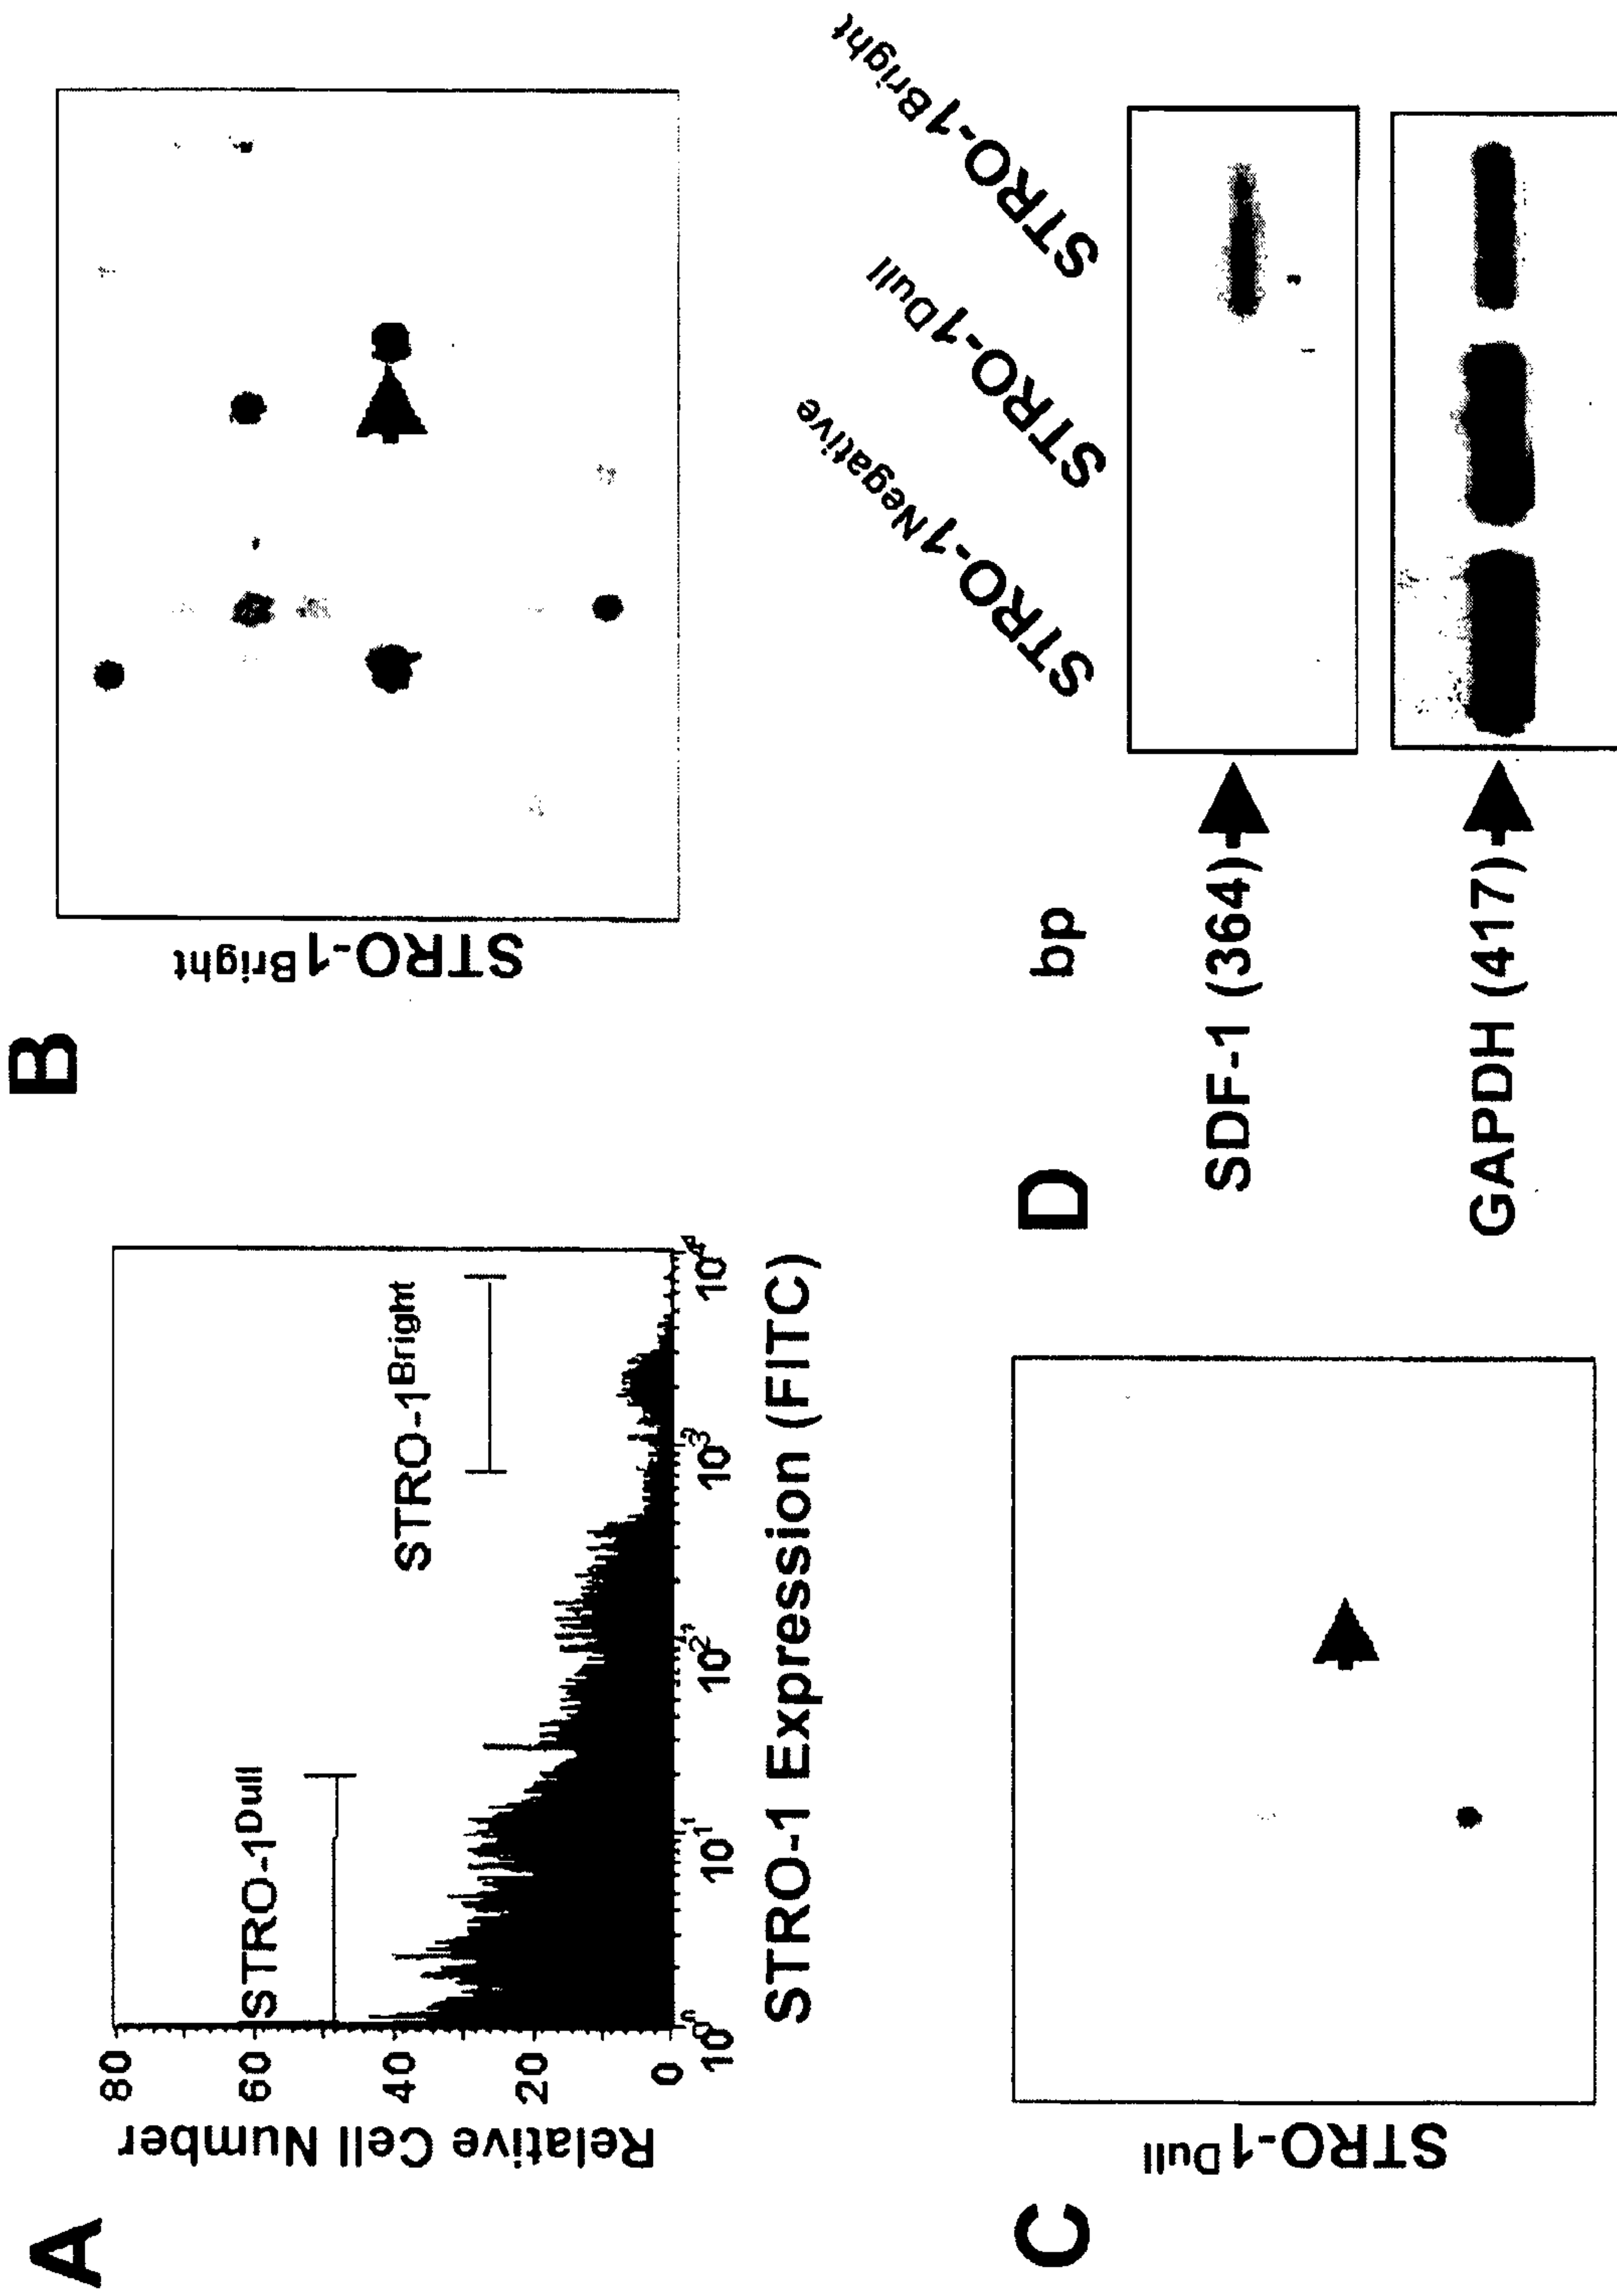 A
Relative Cell Number
80
60
40
20
0
STRO-1Dull
STRO-1Bright
10⁰
10¹
10²
10³
10⁴
STRO-1 Expression (FITC)
B
STRO-1Bright
C
STRO-1Dull
D
bp
STRO-1Negative
STRO-1Dull
STRO-1Bright
SDF-1 (364)
GAPDH (417)